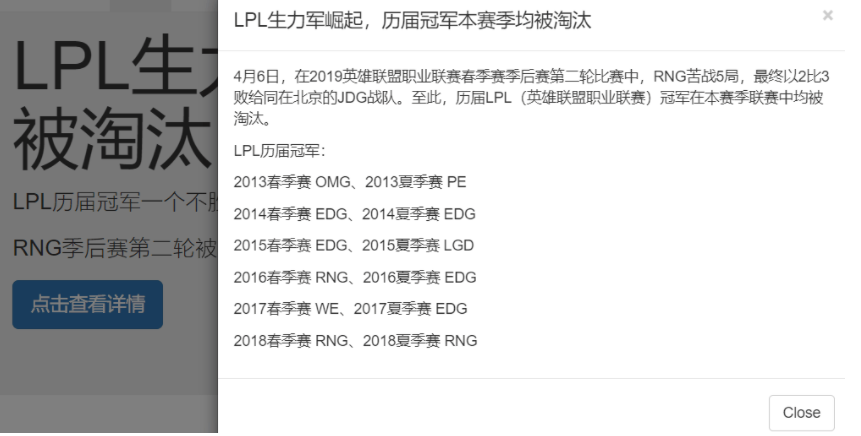 LPL生
被淘汰
LPL历届冠军一个不胜
RNG季后赛第二轮被
点击查看详情
LPL生力军崛起，历届冠军本赛季均被淘汰
×
4月6日，在2019英雄联盟职业联赛春季赛季后赛第二轮比赛中，RNG苦战5局，最终以2比3
败给同在北京的JDG战队。至此，历届LPL（英雄联盟职业联赛）冠军在本赛季联赛中均被
淘汰。
LPL历届冠军：
2013春季赛 OMG、2013夏季赛 PE
2014春季赛 EDG、2014夏季赛 EDG
2015春季赛 EDG、2015夏季赛 LGD
2016春季赛 RNG、2016夏季赛 EDG
2017春季赛 WE、2017夏季赛 EDG
2018春季赛 RNG、2018夏季赛 RNG
Close